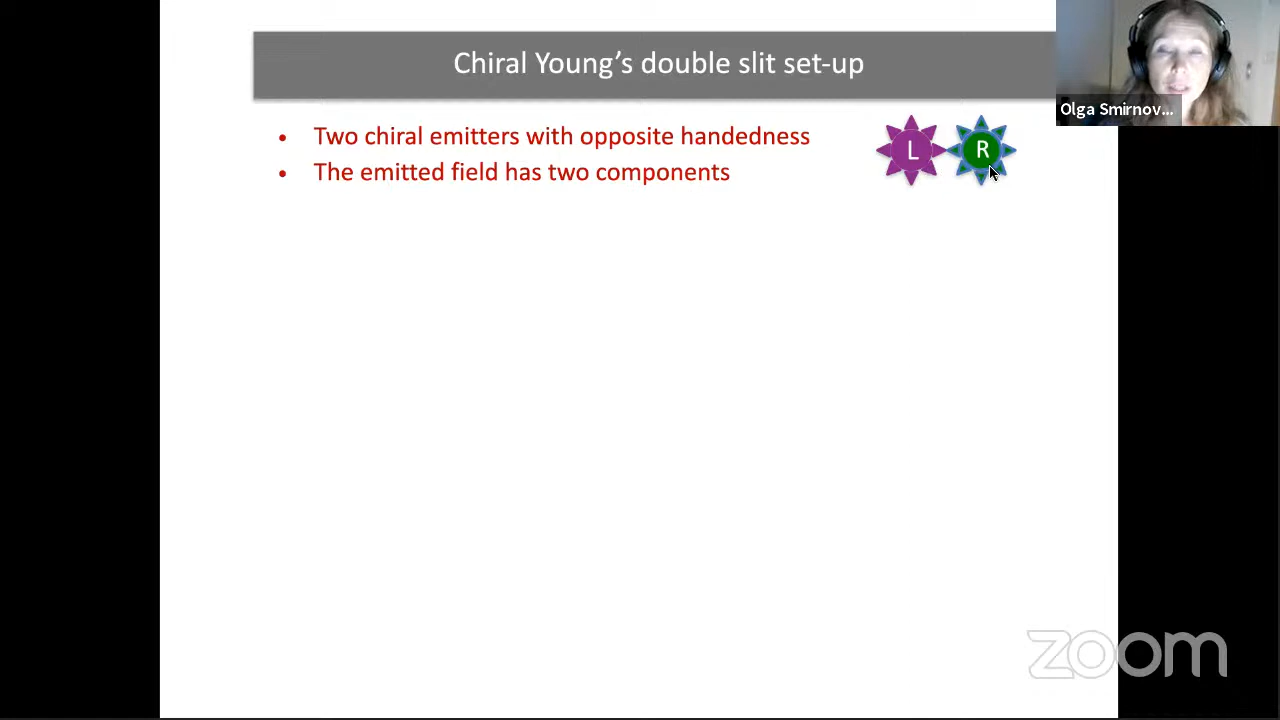 Chiral Young's double slit set-up
• Two chiral emitters with opposite handedness
• The emitted field has two components
L R
Olga Smirnov...
zoom